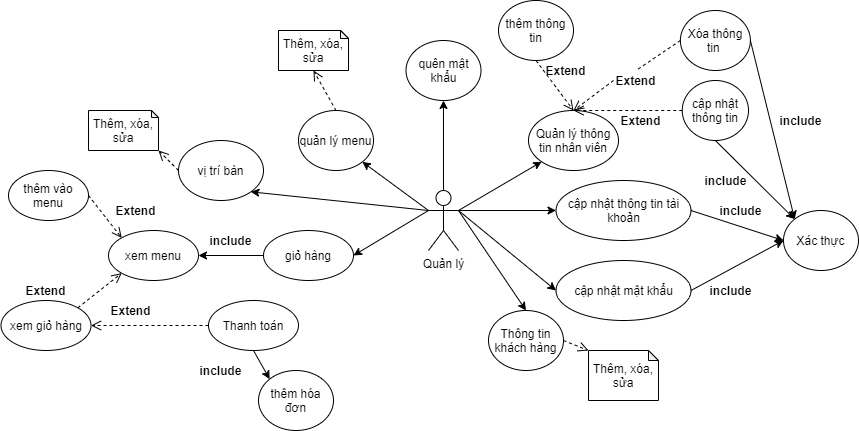 thêm thông
tin
Xóa thông
tin
Thêm, xóa,
sửa
quên mật
khẩu
Extend
Extend
cập nhật
thông tin
Extend
include
Thêm, xóa,
sửa
quản lý menu
Quản lý thông
tin nhân viên
vị trí bàn
include
thêm vào
menu
Extend
cập nhật thông tin tài
khoản
include
Xác thực
include
xem menu
giỏ hàng
Quản lý
Extend
cập nhật mật khẩu
include
Extend
xem giỏ hàng
Thanh toán
Thông tin
khách hàng
include
Thêm, xóa,
sửa
thêm hóa
đơn